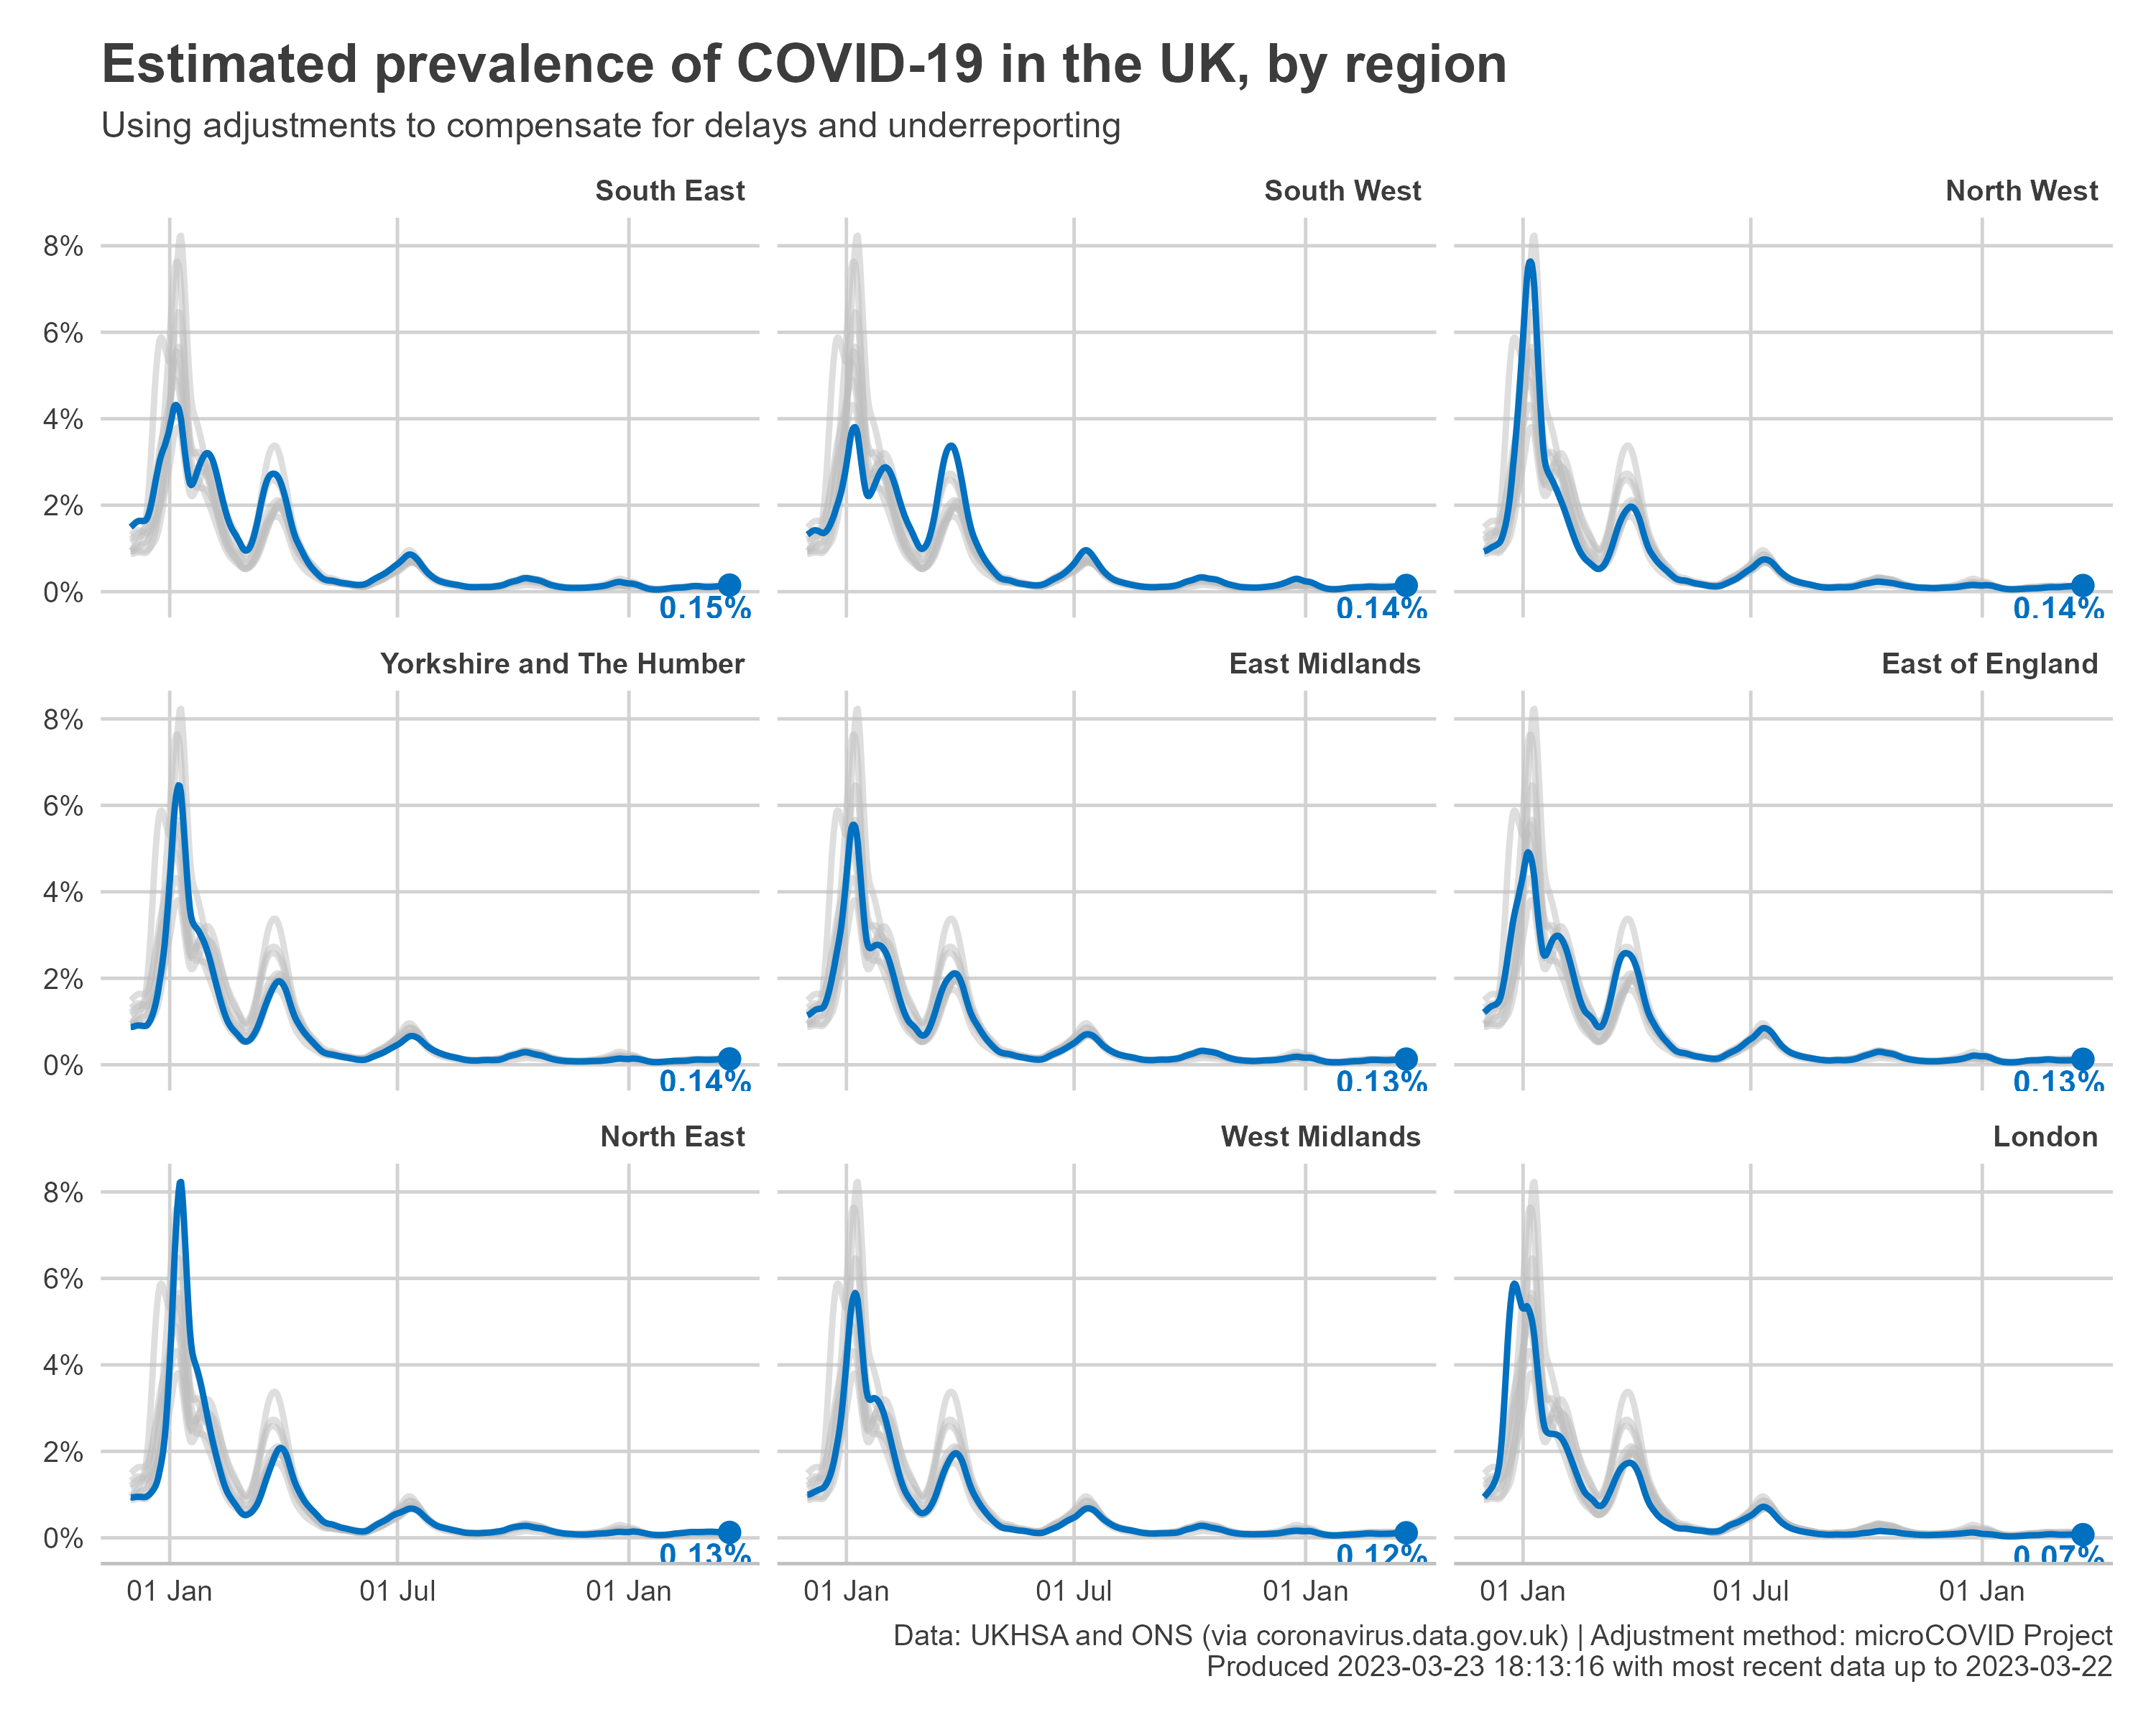 Estimated prevalence of COVID-19 in the UK, by region
Using adjustments to compensate for delays and underreporting
South East
South West
North West
8%
6%
4%
2%
0%
0.15%
0.14%
0.14%
Yorkshire and The Humber
East Midlands
East of England
8%
6%
4%
2%
0%
0.14%
0.13%
0.13%
North East
West Midlands
London
8%
6%
4%
2%
0%
0.13%
0.12%
0.07%
01 Jan
01 Jul
01 Jan
01 Jan
01 Jul
01 Jan
01 Jan
01 Jul
01 Jan
Data: UKHSA and ONS (via coronavirus.data.gov.uk) | Adjustment method: microCOVID Project
Produced 2023-03-23 18:13:16 with most recent data up to 2023-03-22